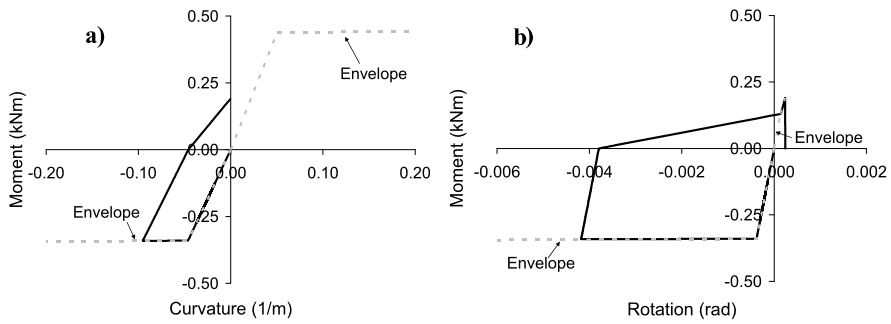 a)
0.50
0.25
0.00
-0.25
-0.50
-0.20
-0.10
0.00
0.10
0.20
Envelope
Envelope
Moment (kNm)
Curvature (1/m)
b)
0.50
0.25
0.00
-0.25
-0.50
-0.006
-0.004
-0.002
0.000
0.002
Envelope
Envelope
Moment (kNm)
Rotation (rad)